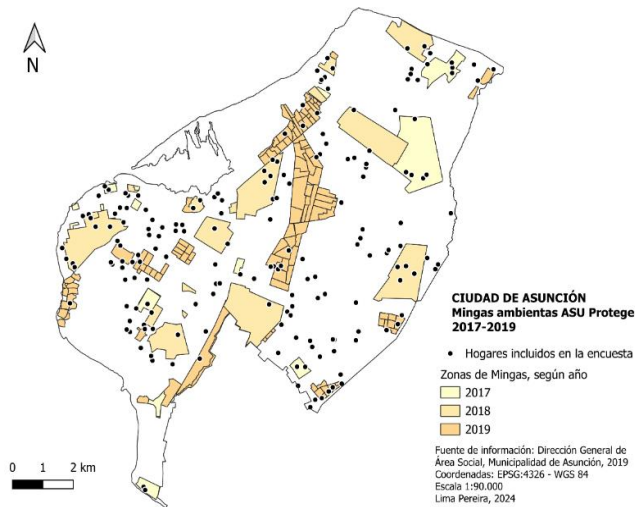 N
CIUDAD DE ASUNCIÓN
Mingas ambientas ASU Protege
2017-2019
Hogares incluidos en la encuesta
Zonas de Mingas, según año
2017
2018
2019
Fuente de información: Dirección General de
Área Social, Municipalidad de Asunción, 2019
Coordenadas: EPSG:4326 - WGS 84
Escala 1:90.000
Lima Pereira, 2024
0 1 2 km